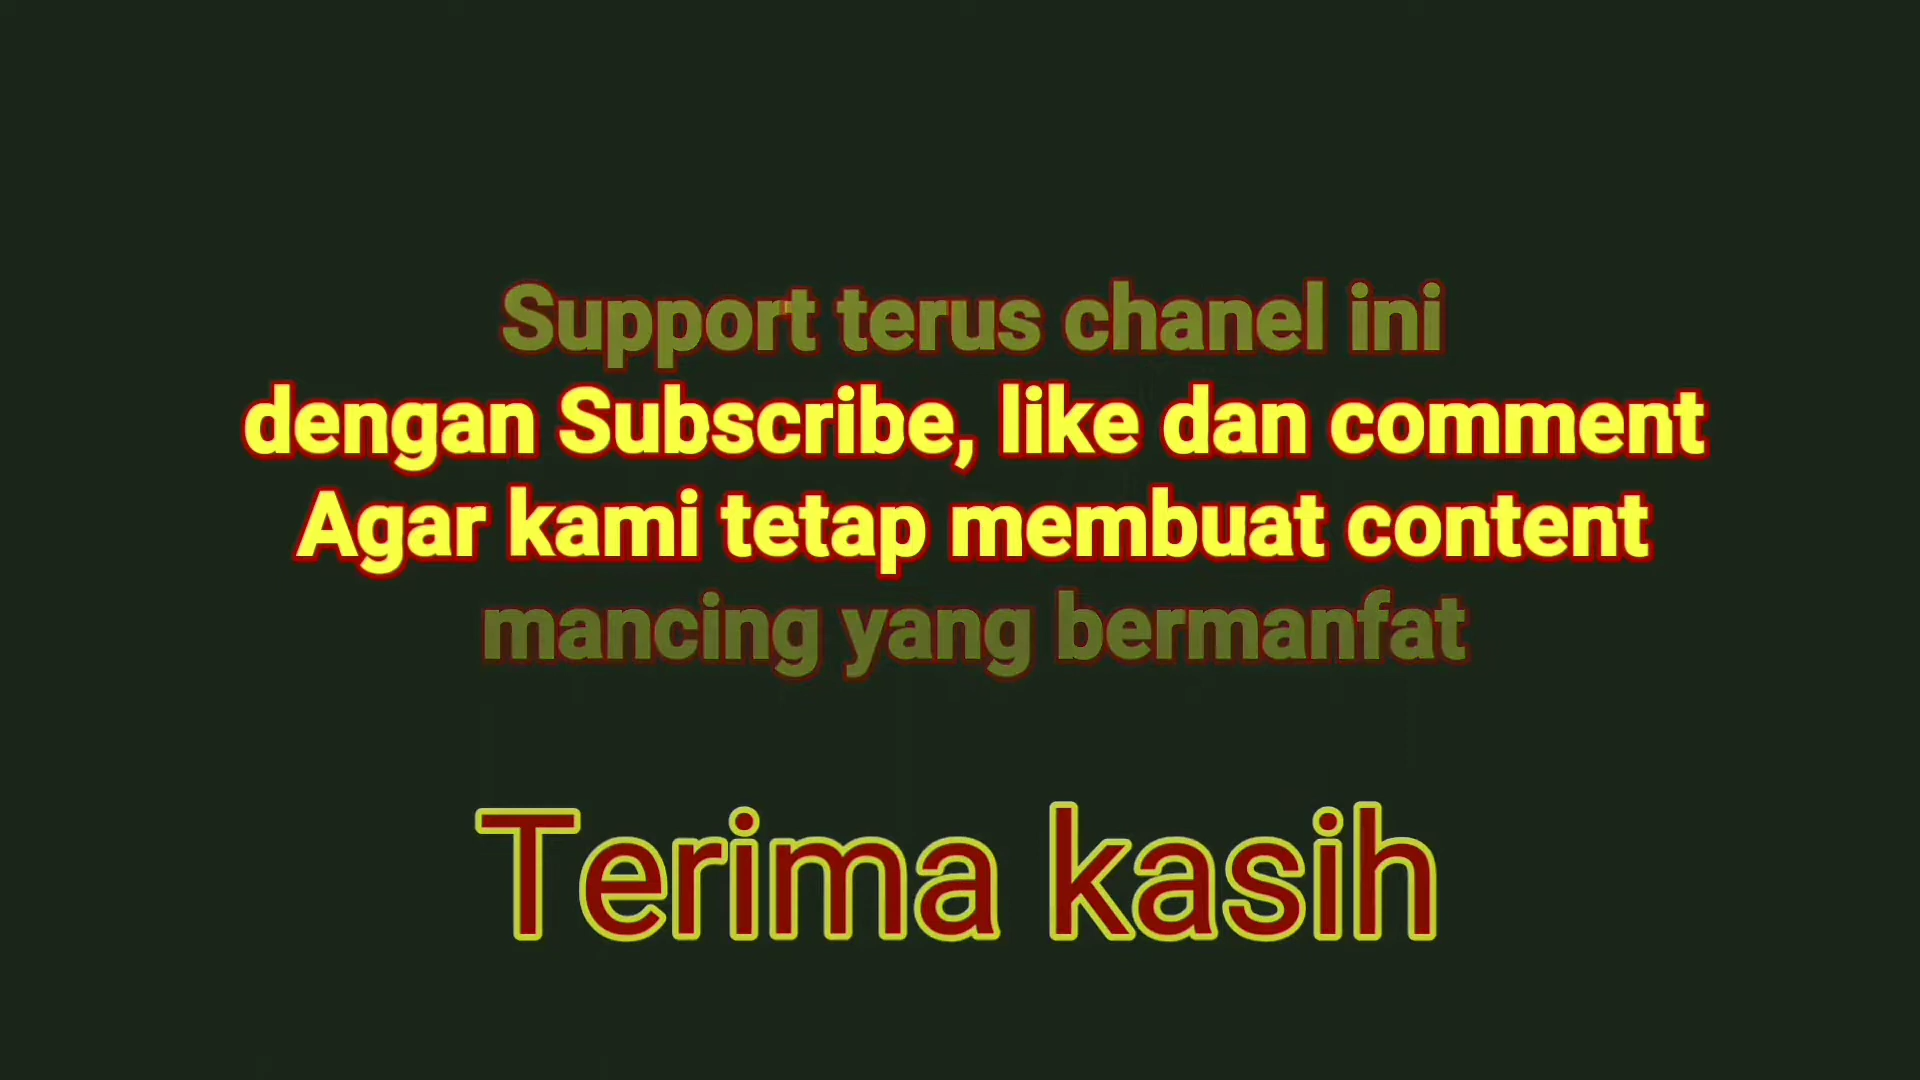 Support terus chanel ini
dengan Subscribe, like dan comment
Agar kami tetap membuat content
mancing yang bermanfat
Terima kasih